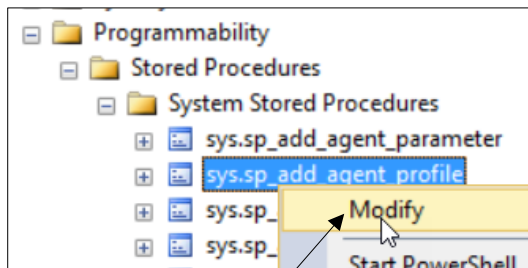 Programmability
Stored Procedures
System Stored Procedures
sys.sp_add_agent_parameter
sys.sp_add_agent_profile
sys.sp_
Modify
sys.sp_
Start PowerShell